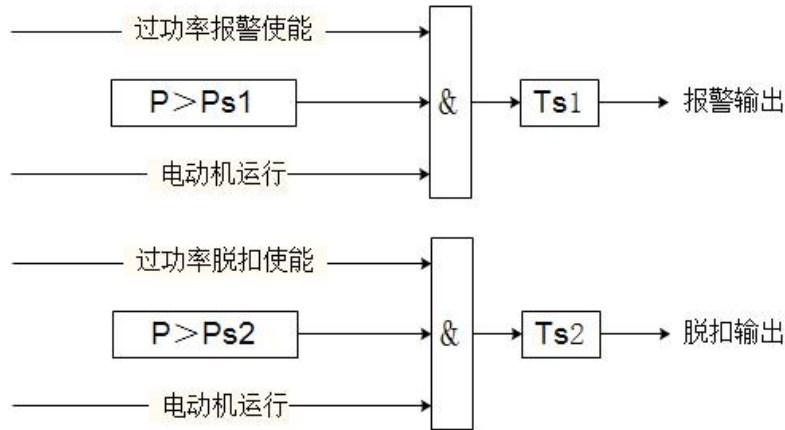 过功率报警使能
P＞Ps1
&
Ts1
报警输出
电动机运行
过功率脱扣使能
P＞Ps2
&
Ts2
脱扣输出
电动机运行